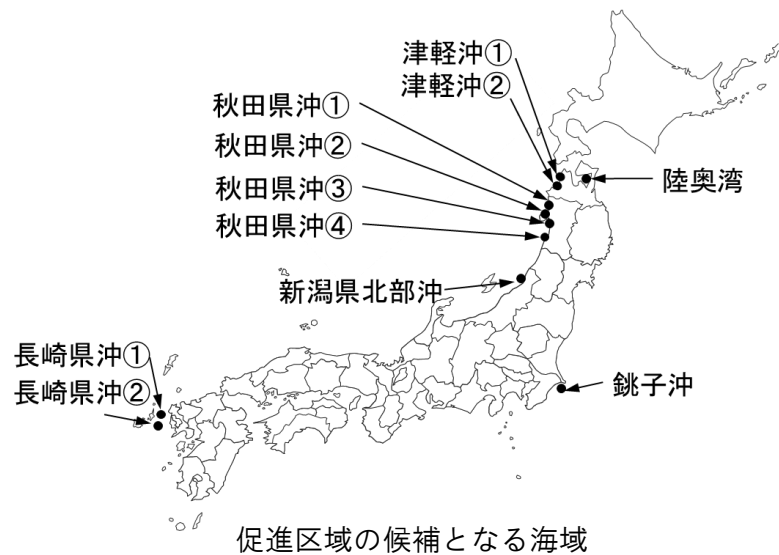 津軽沖①
津軽沖②
秋田県沖①
秋田県沖②
秋田県沖③
秋田県沖④
陸奥湾
新潟県北部沖
長崎県沖①
長崎県沖②
銚子沖
促進区域の候補となる海域